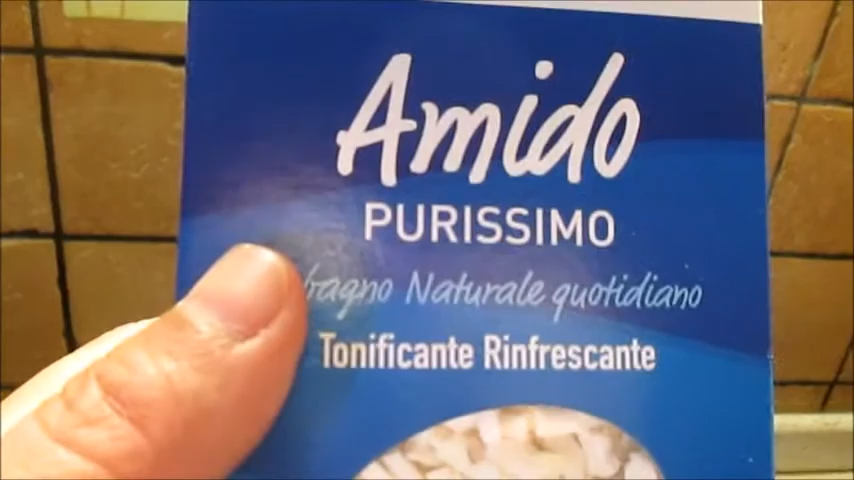 Amido
PURISSIMO
bagno Naturale quotidiano
Tonificante Rinfrescante